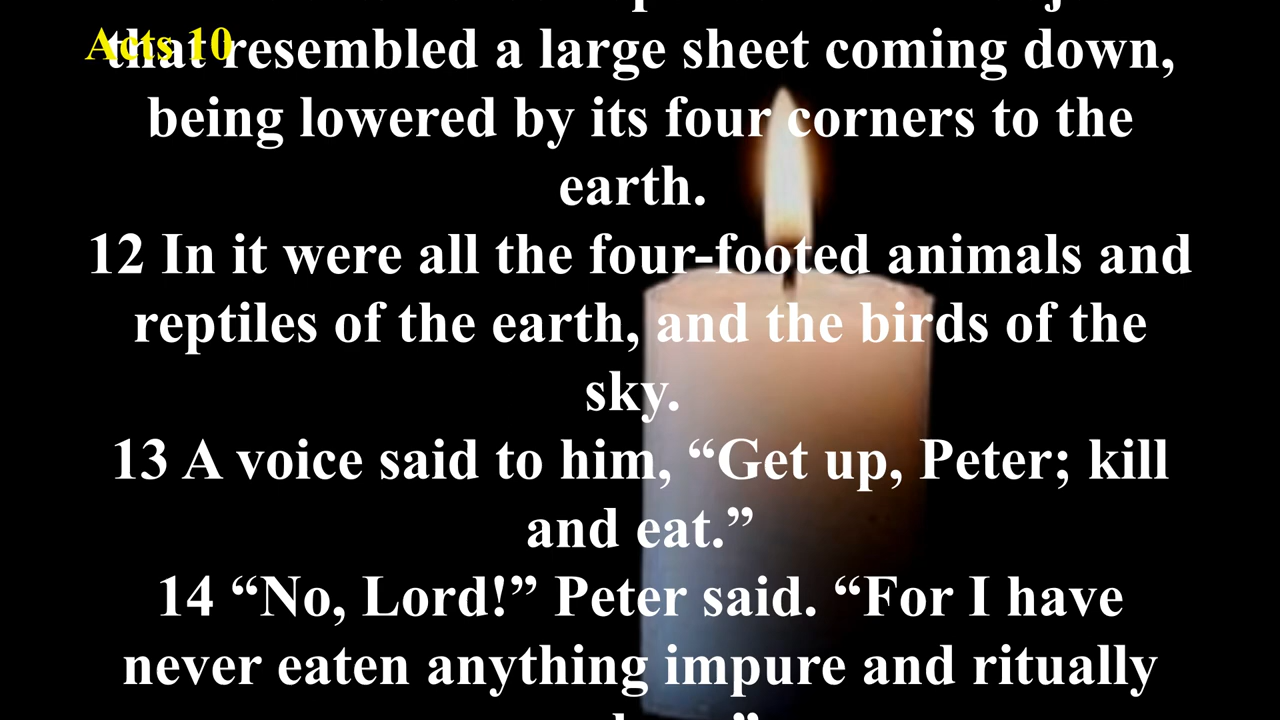 Acts 10
that resembled a large sheet coming down,
being lowered by its four corners to the
earth.
12 In it were all the four-footed animals and
reptiles of the earth, and the birds of the
sky.
13 A voice said to him, “Get up, Peter; kill
and eat.”
14 “No, Lord!” Peter said. “For I have
never eaten anything impure and ritually